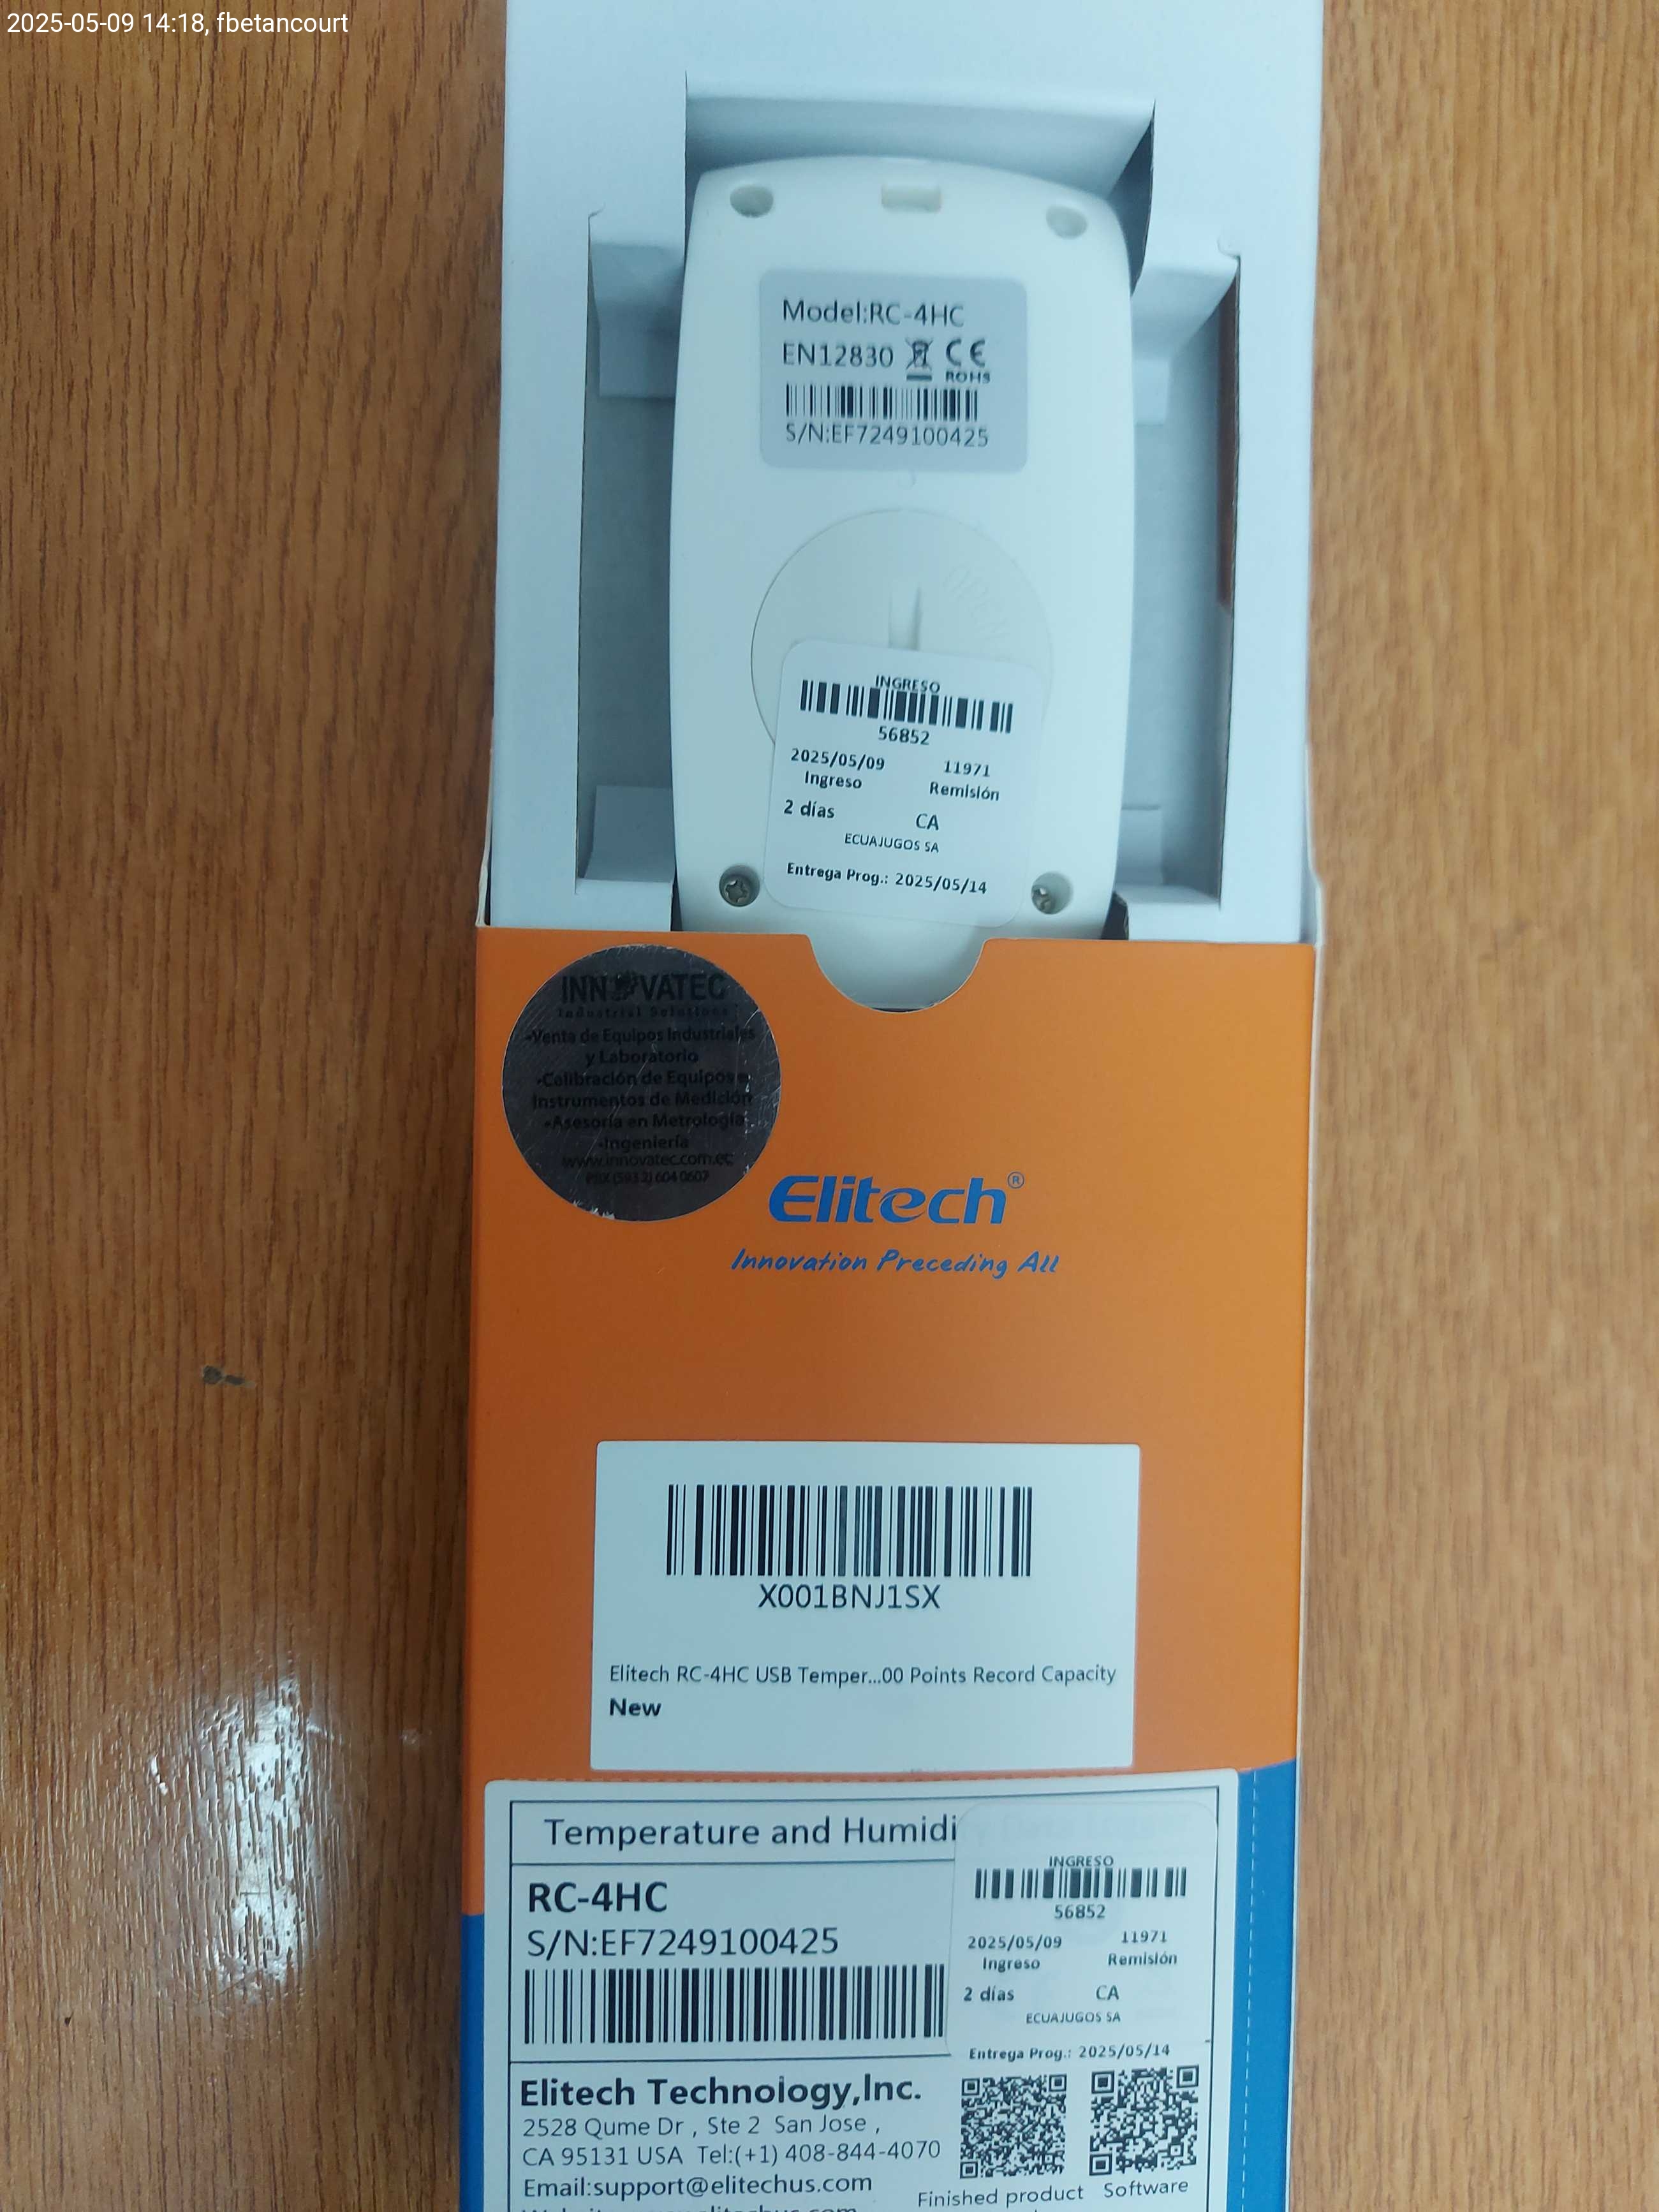 2025-05-09 14:18, fbetancourt
Model:RC-4HC
EN12830 CE
ROHS
S/N:EF7249100425
INGRESO
56852
2025/05/09 11971
Ingreso Remisión
2 días CA
ECUAJUGOS SA
Entrega Prog.: 2025/05/14
INNOVATEC
Industrial Solutions
-Venta de Equipos Industriales
y Laboratorio
-Calibración de Equipos e
Instrumentos de Medición
-Asesoría en Metrología
-Ingeniería
www.innovatec.com.ec
PBX (593 2) 604 0607
Elitech®
Innovation Preceding All
X001BNJ1SX
Elitech RC-4HC USB Temper...00 Points Record Capacity
New
Temperature and Humidi
RC-4HC
S/N:EF7249100425
INGRESO
56852
2025/05/09 11971
Ingreso Remisión
2 días CA
ECUAJUGOS SA
Entrega Prog.: 2025/05/14
Elitech Technology,Inc.
2528 Qume Dr , Ste 2 San Jose ,
CA 95131 USA Tel:(+1) 408-844-4070
Email:support@elitechus.com
Finished product Software